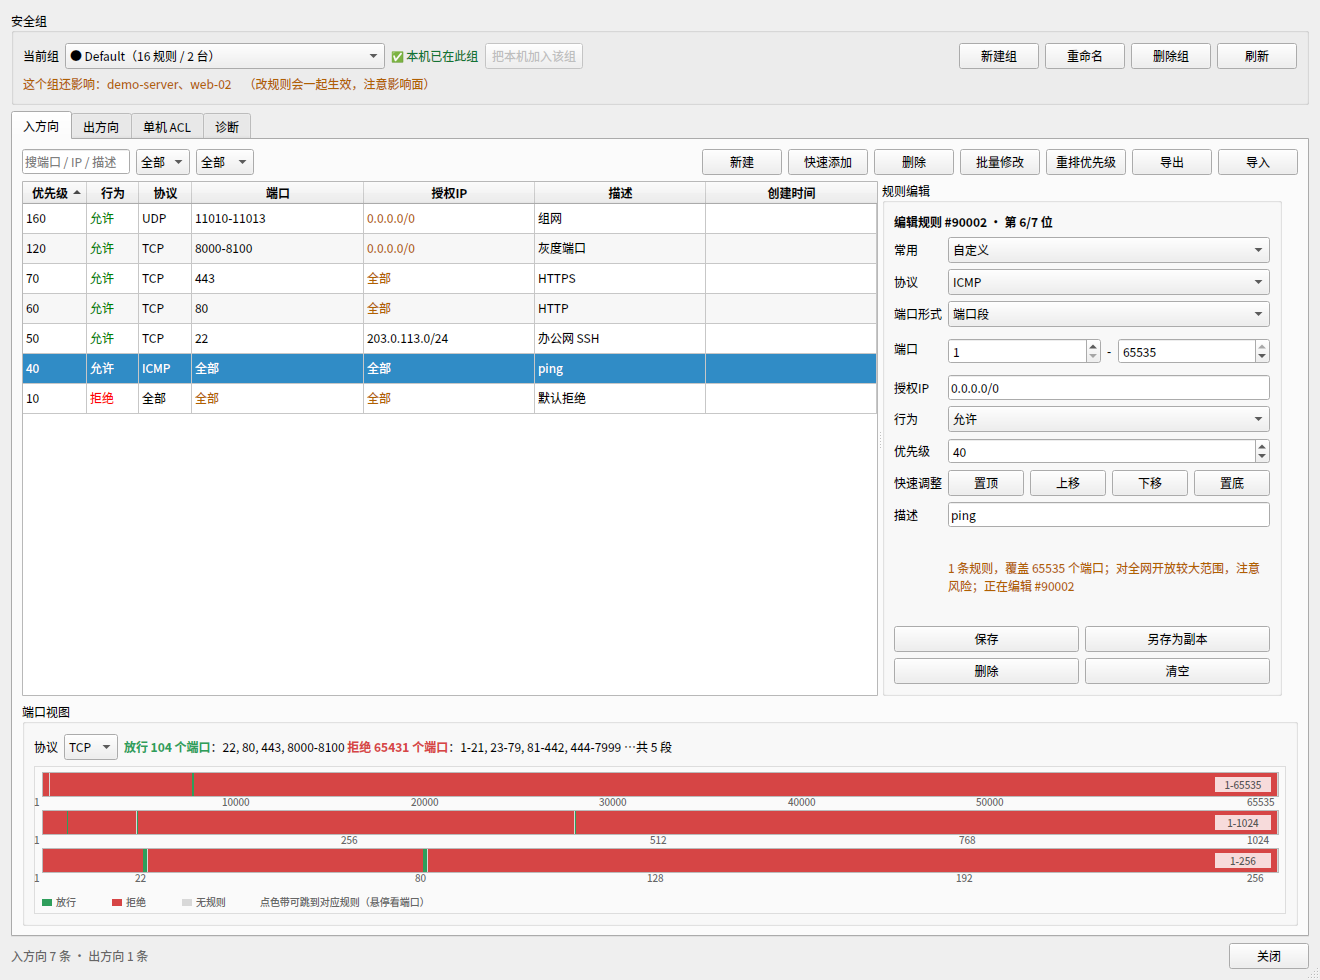 安全组
当前组 ● Default（16 规则 / 2 台） ✅ 本机已在此组 把本机加入该组 新建组 重命名 删除组 刷新
这个组还影响：demo-server、web-02 （改规则会一起生效，注意影响面）
入方向 出方向 单机 ACL 诊断
搜端口 / IP / 描述 全部 全部 新建 快速添加 删除 批量修改 重排优先级 导出 导入
优先级 行为 协议 端口 授权IP 描述 创建时间
160 允许 UDP 11010-11013 0.0.0.0/0 组网
120 允许 TCP 8000-8100 0.0.0.0/0 灰度端口
70 允许 TCP 443 全部 HTTPS
60 允许 TCP 80 全部 HTTP
50 允许 TCP 22 203.0.113.0/24 办公网 SSH
40 允许 ICMP 全部 全部 ping
10 拒绝 全部 全部 全部 默认拒绝
规则编辑
编辑规则 #90002 · 第 6/7 位
常用 自定义
协议 ICMP
端口形式 端口段
端口 1 - 65535
授权IP 0.0.0.0/0
行为 允许
优先级 40
快速调整 置顶 上移 下移 置底
描述 ping
1 条规则，覆盖 65535 个端口；对全网开放较大范围，注意
风险；正在编辑 #90002
保存 另存为副本
删除 清空
端口视图
协议 TCP 放行 104 个端口：22, 80, 443, 8000-8100 拒绝 65431 个端口：1-21, 23-79, 81-442, 444-7999 …共 5 段
1-65535
1 10000 20000 30000 40000 50000 65535
1-1024
1 256 512 768 1024
1-256
1 22 80 128 192 256
放行 拒绝 无规则 点色带可跳到对应规则（悬停看端口）
入方向 7 条 · 出方向 1 条 关闭